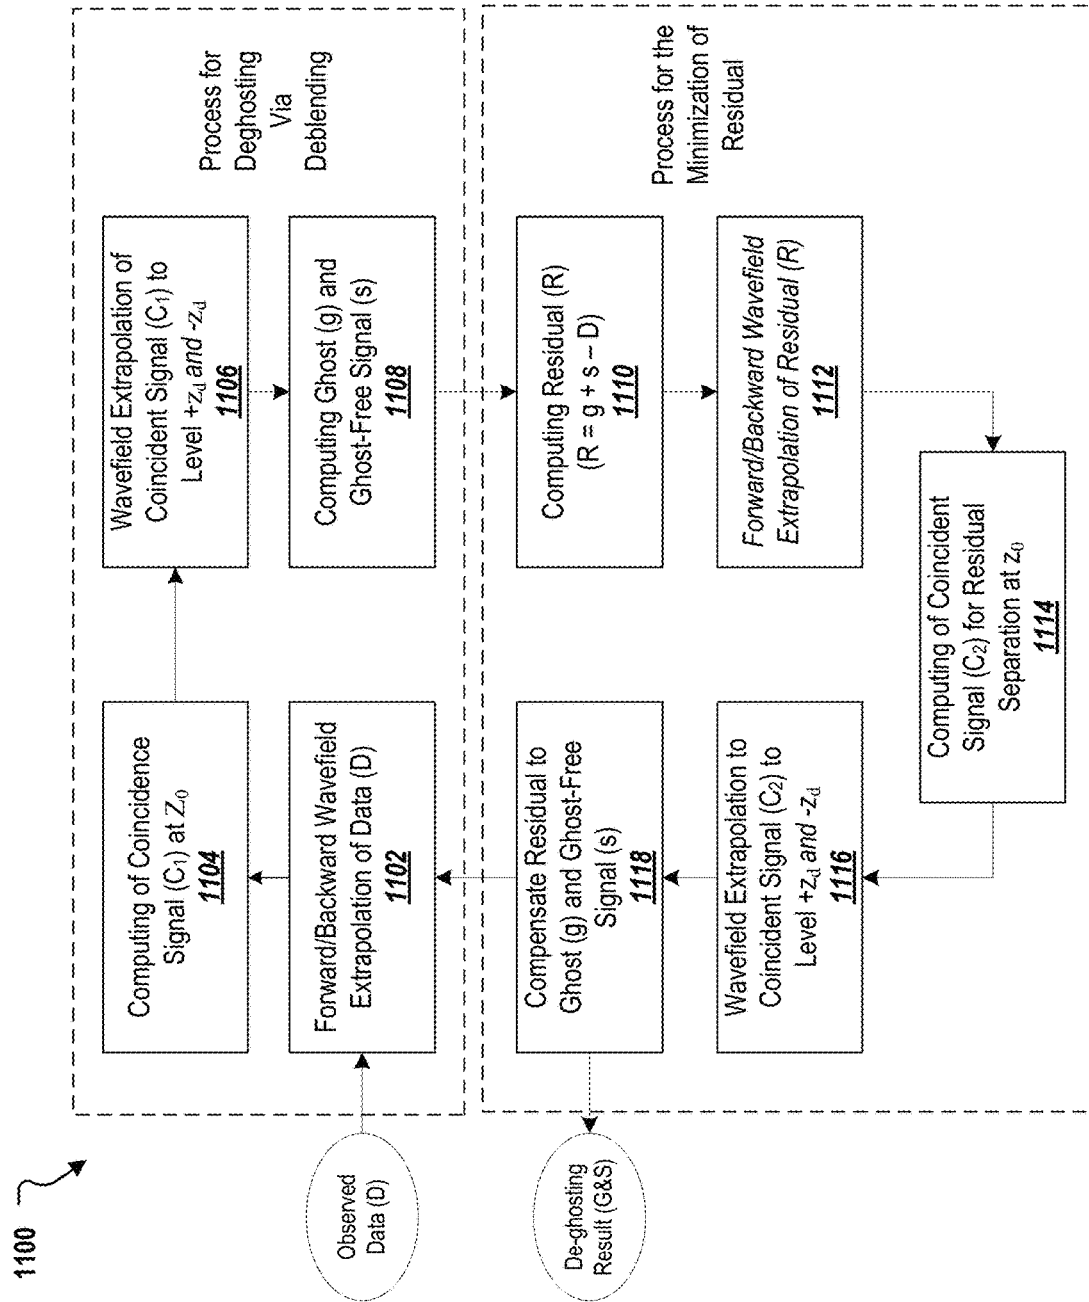 1100
Observed
Data (D)
Forward/Backward Wavefield
Extrapolation of Data (D)
1102
Computing of Coincidence
Signal (C₁) at Z₀
1104
Wavefield Extrapolation of
Coincident Signal (C₁) to
Level +z_d and -z_d
1106
Computing Ghost (g) and
Ghost-Free Signal (s)
1108
Process for
Deghosting
Via
Deblending
Computing Residual (R)
(R = g + s – D)
1110
Forward/Backward Wavefield
Extrapolation of Residual (R)
1112
Computing of Coincident
Signal (C₂) for Residual
Separation at z₀
1114
Wavefield Extrapolation to
Coincident Signal (C₂) to
Level +z_d and -z_d
1116
Compensate Residual to
Ghost (g) and Ghost-Free
Signal (s)
1118
De-ghosting
Result (G&S)
Process for the
Minimization of
Residual